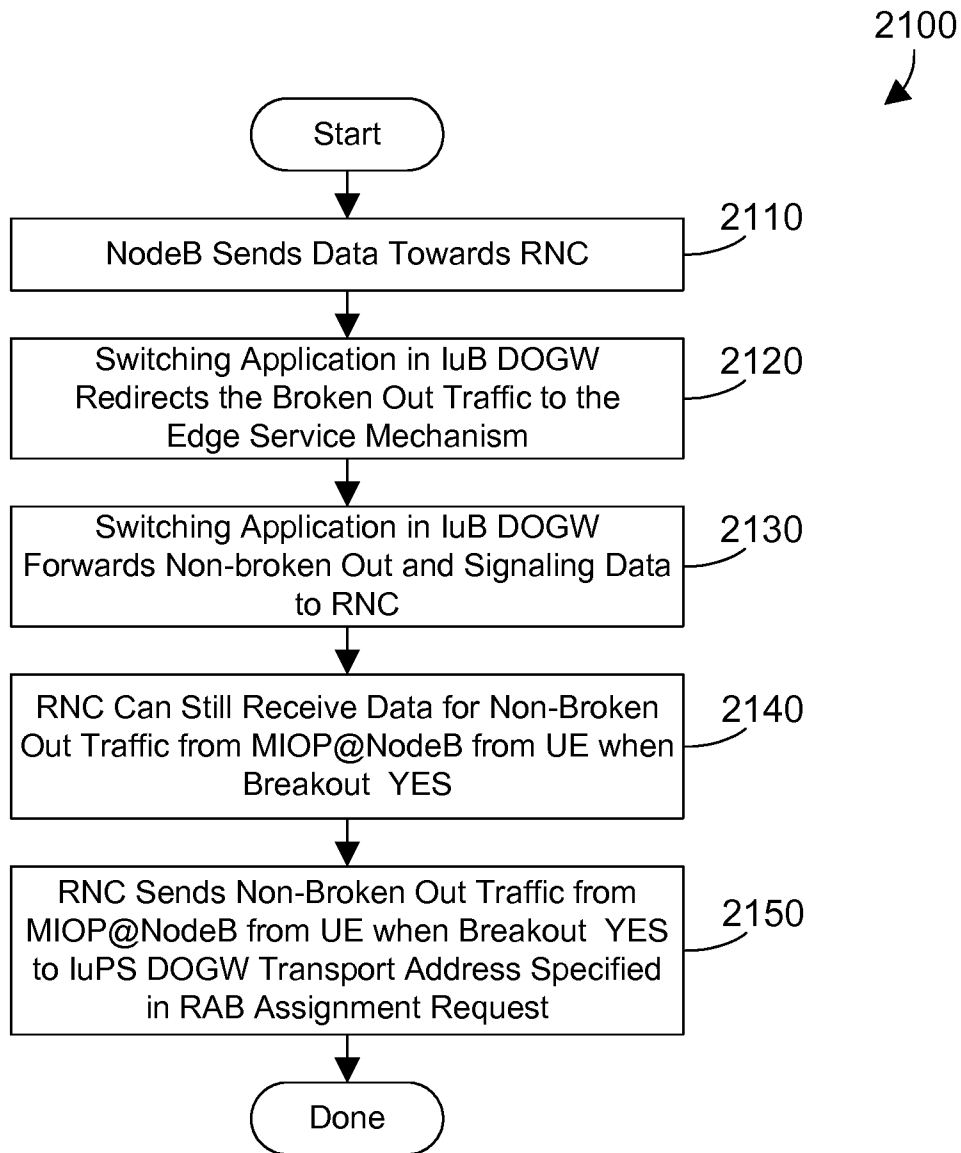 2100
Start
NodeB Sends Data Towards RNC
2110
Switching Application in IuB DOGW
Redirects the Broken Out Traffic to the
Edge Service Mechanism
2120
Switching Application in IuB DOGW
Forwards Non-broken Out and Signaling Data
to RNC
2130
RNC Can Still Receive Data for Non-Broken
Out Traffic from MIOP@NodeB from UE when
Breakout YES
2140
RNC Sends Non-Broken Out Traffic from
MIOP@NodeB from UE when Breakout YES
to IuPS DOGW Transport Address Specified
in RAB Assignment Request
2150
Done